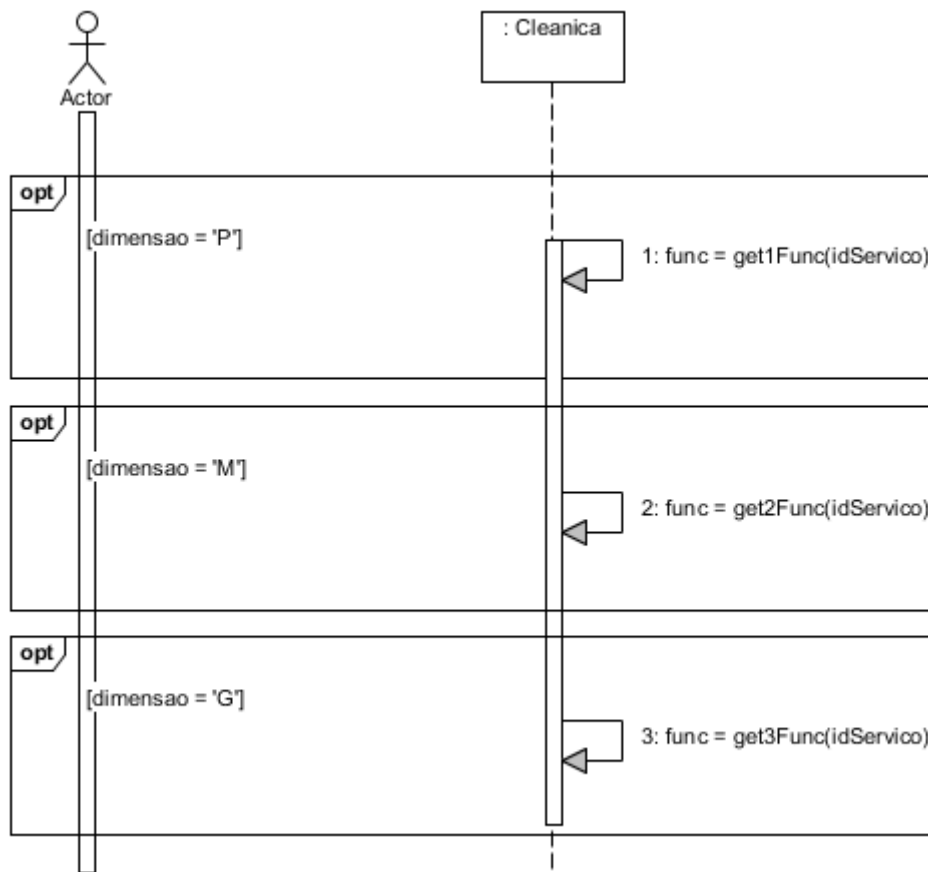 : Cleanica
Actor
opt
[dimensao = 'P']
1: func = get1Func(idServico)
opt
[dimensao = 'M']
2: func = get2Func(idServico)
opt
[dimensao = 'G']
3: func = get3Func(idServico)